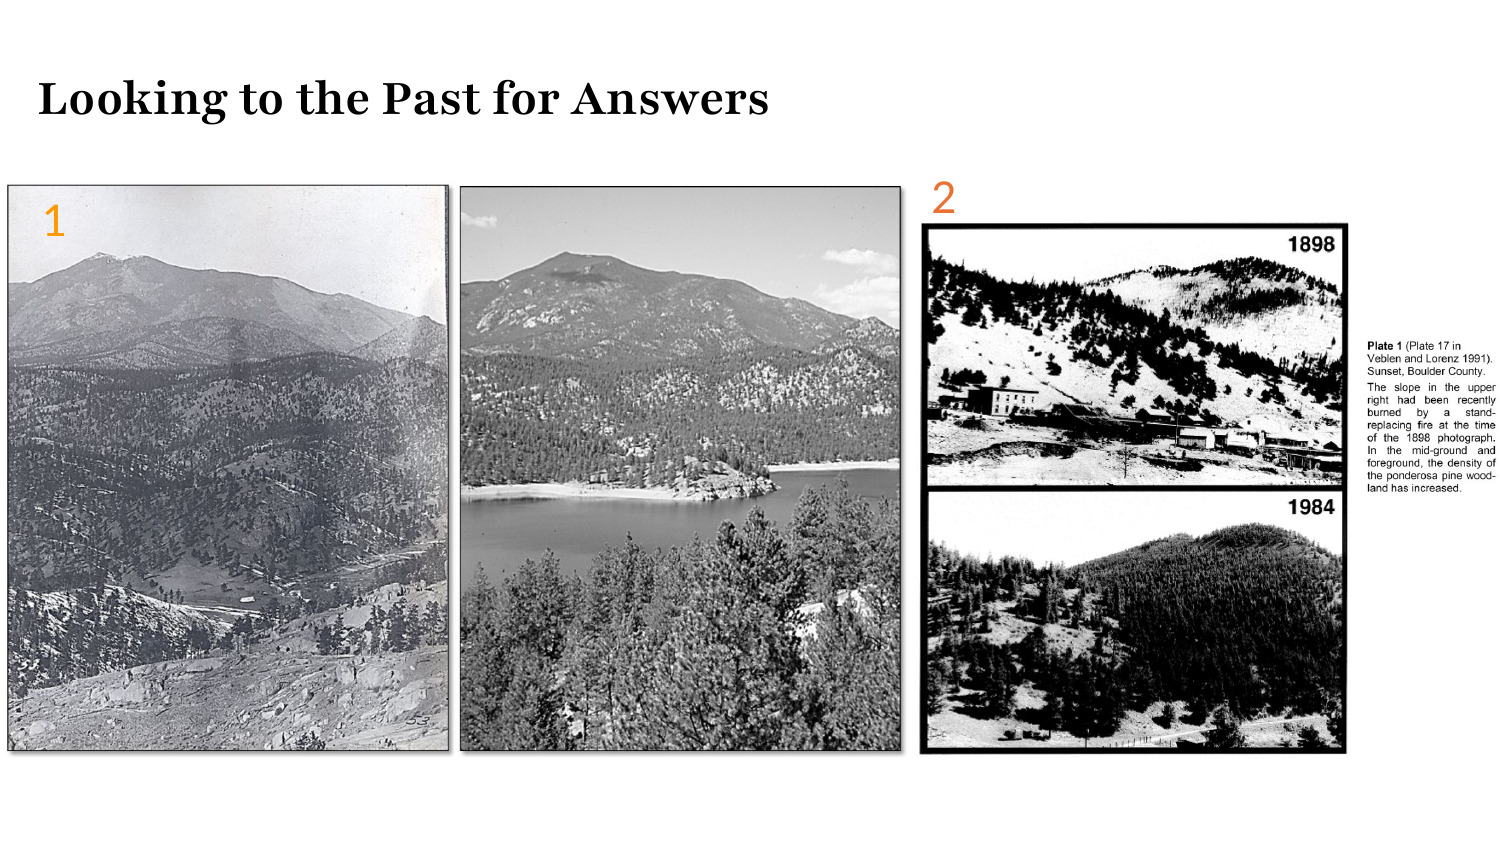 Looking to the Past for Answers
1
2
1898
1984
Plate 1 (Plate 17 in
Veblen and Lorenz 1991).
Sunset, Boulder County.
The slope in the upper
right had been recently
burned by a stand-
replacing fire at the time
of the 1898 photograph.
In the mid-ground and
foreground, the density of
the ponderosa pine wood-
land has increased.
53